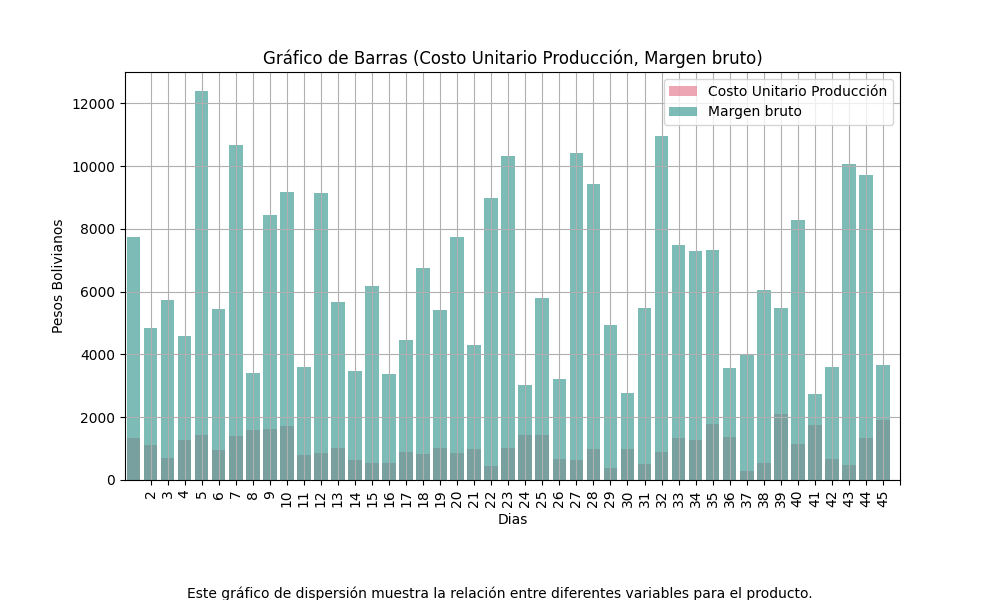 Gráfico de Barras (Costo Unitario Producción, Margen bruto)
Costo Unitario Producción
Margen bruto
Pesos Bolivianos
12000
10000
8000
6000
4000
2000
0
2 3 4 5 6 7 8 9 10 11 12 13 14 15 16 17 18 19 20 21 22 23 24 25 26 27 28 29 30 31 32 33 34 35 36 37 38 39 40 41 42 43 44 45
Dias
Este gráfico de dispersión muestra la relación entre diferentes variables para el producto.